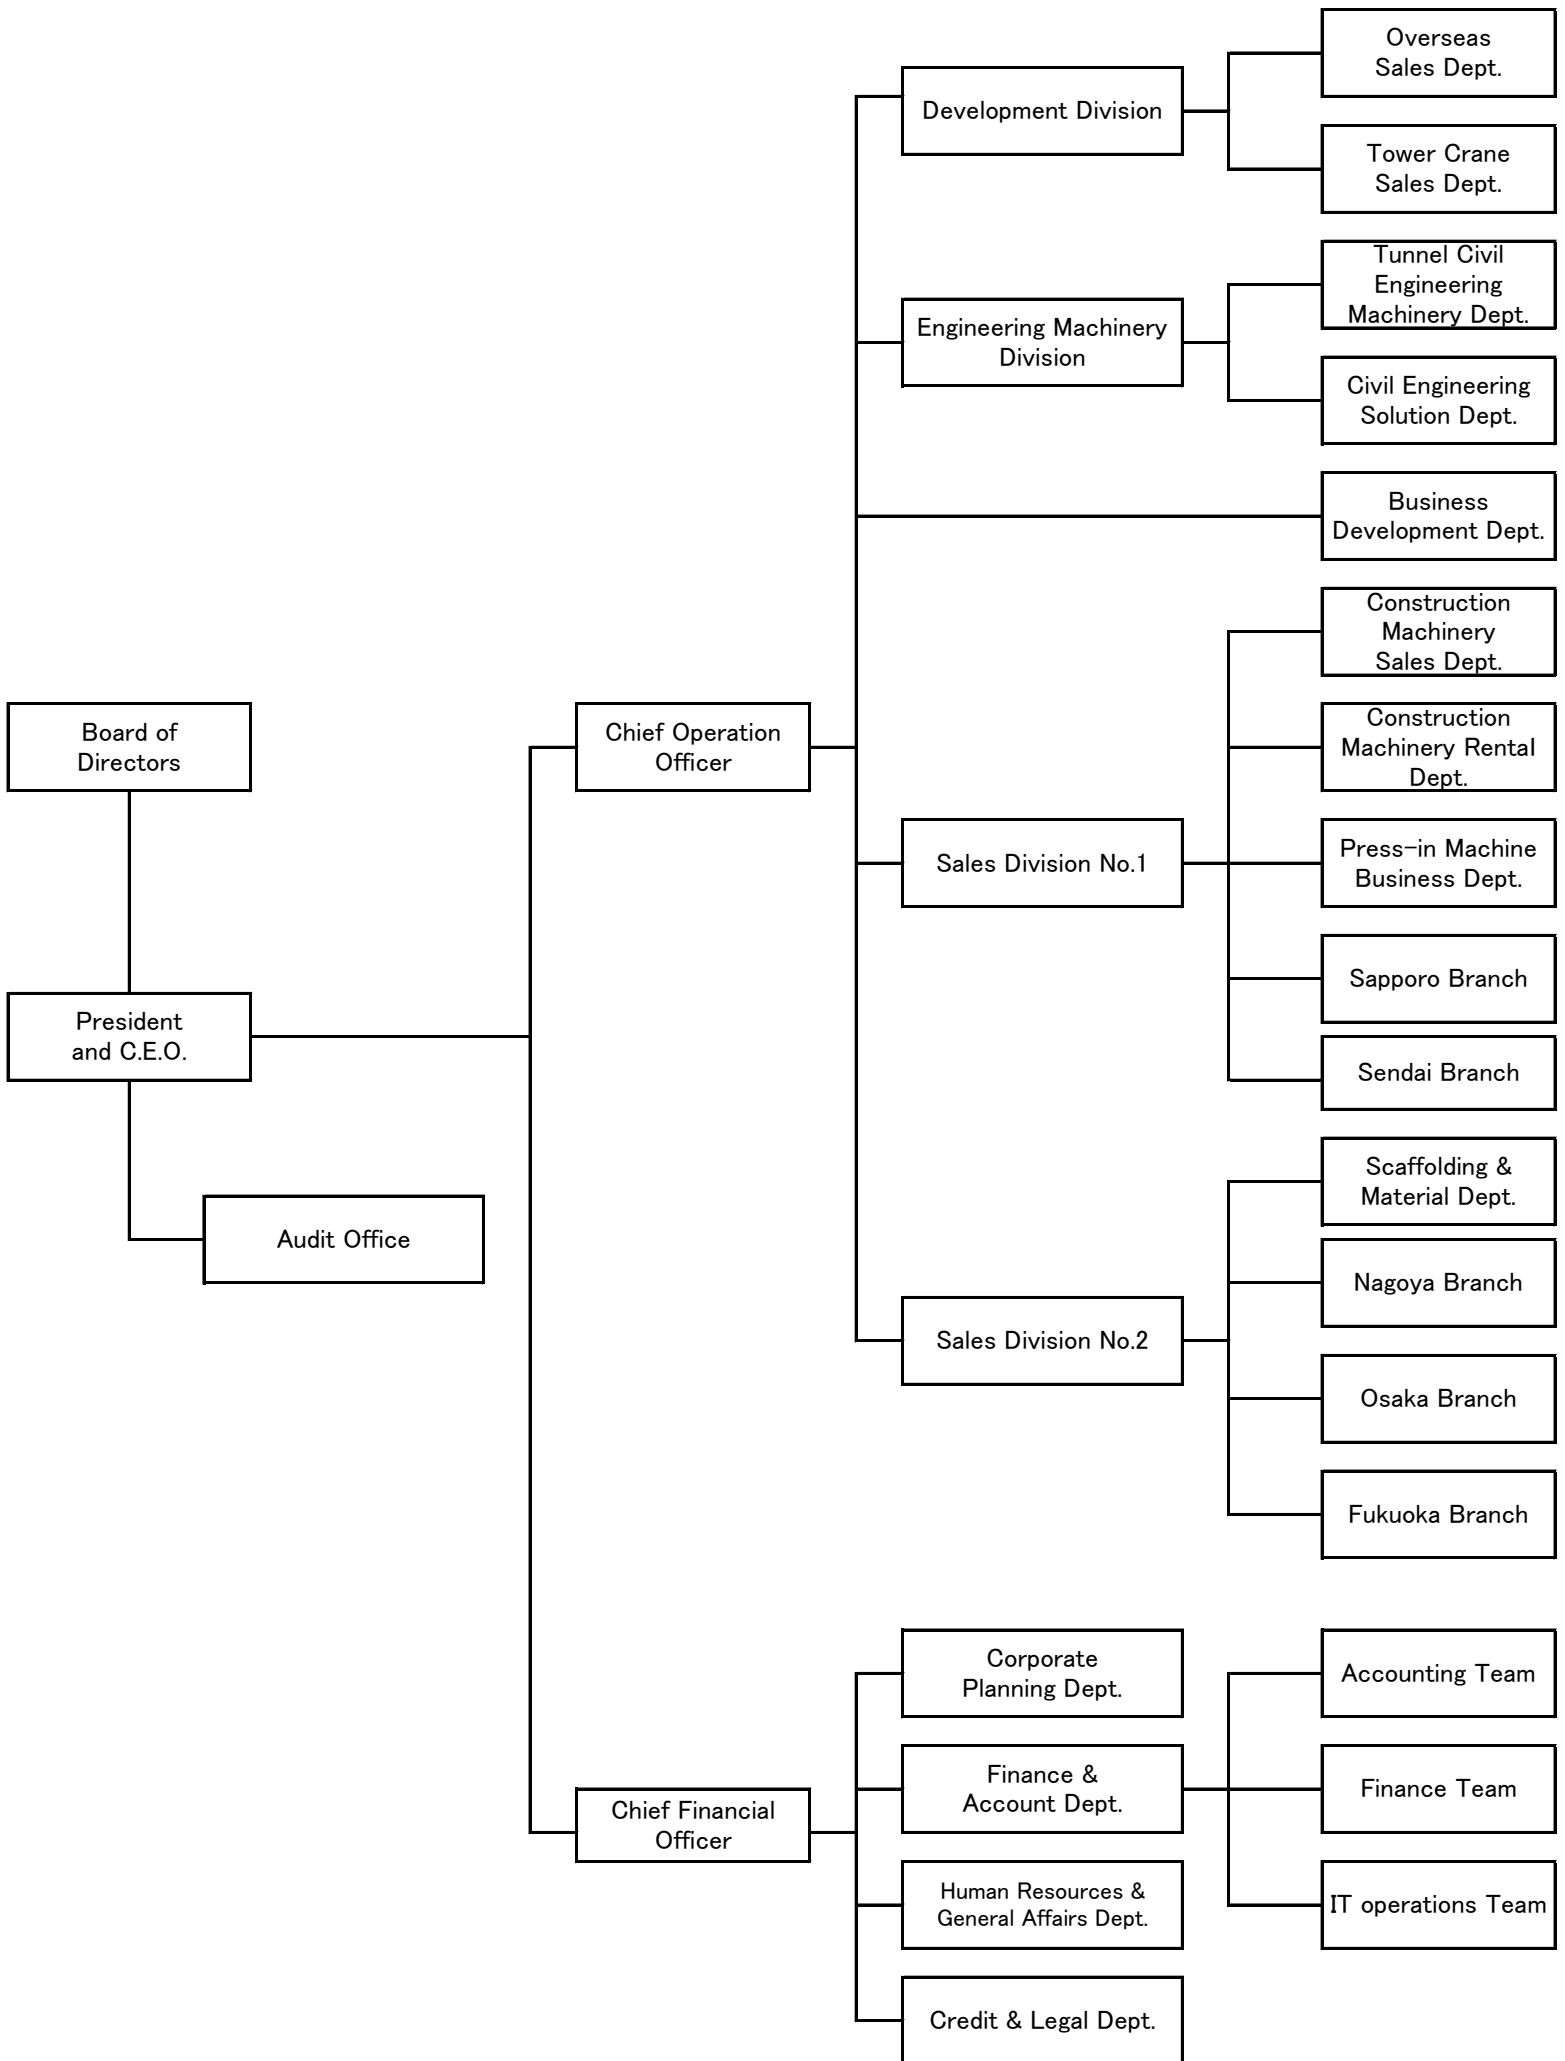 Board of
Directors
President
and C.E.O.
Audit Office
Chief Operation
Officer
Development Division
Overseas
Sales Dept.
Tower Crane
Sales Dept.
Engineering Machinery
Division
Tunnel Civil
Engineering
Machinery Dept.
Civil Engineering
Solution Dept.
Business
Development Dept.
Sales Division No.1
Construction
Machinery
Sales Dept.
Construction
Machinery Rental
Dept.
Press-in Machine
Business Dept.
Sapporo Branch
Sendai Branch
Sales Division No.2
Scaffolding &
Material Dept.
Nagoya Branch
Osaka Branch
Fukuoka Branch
Chief Financial
Officer
Corporate
Planning Dept.
Finance &
Account Dept.
Accounting Team
Finance Team
IT operations Team
Human Resources &
General Affairs Dept.
Credit & Legal Dept.